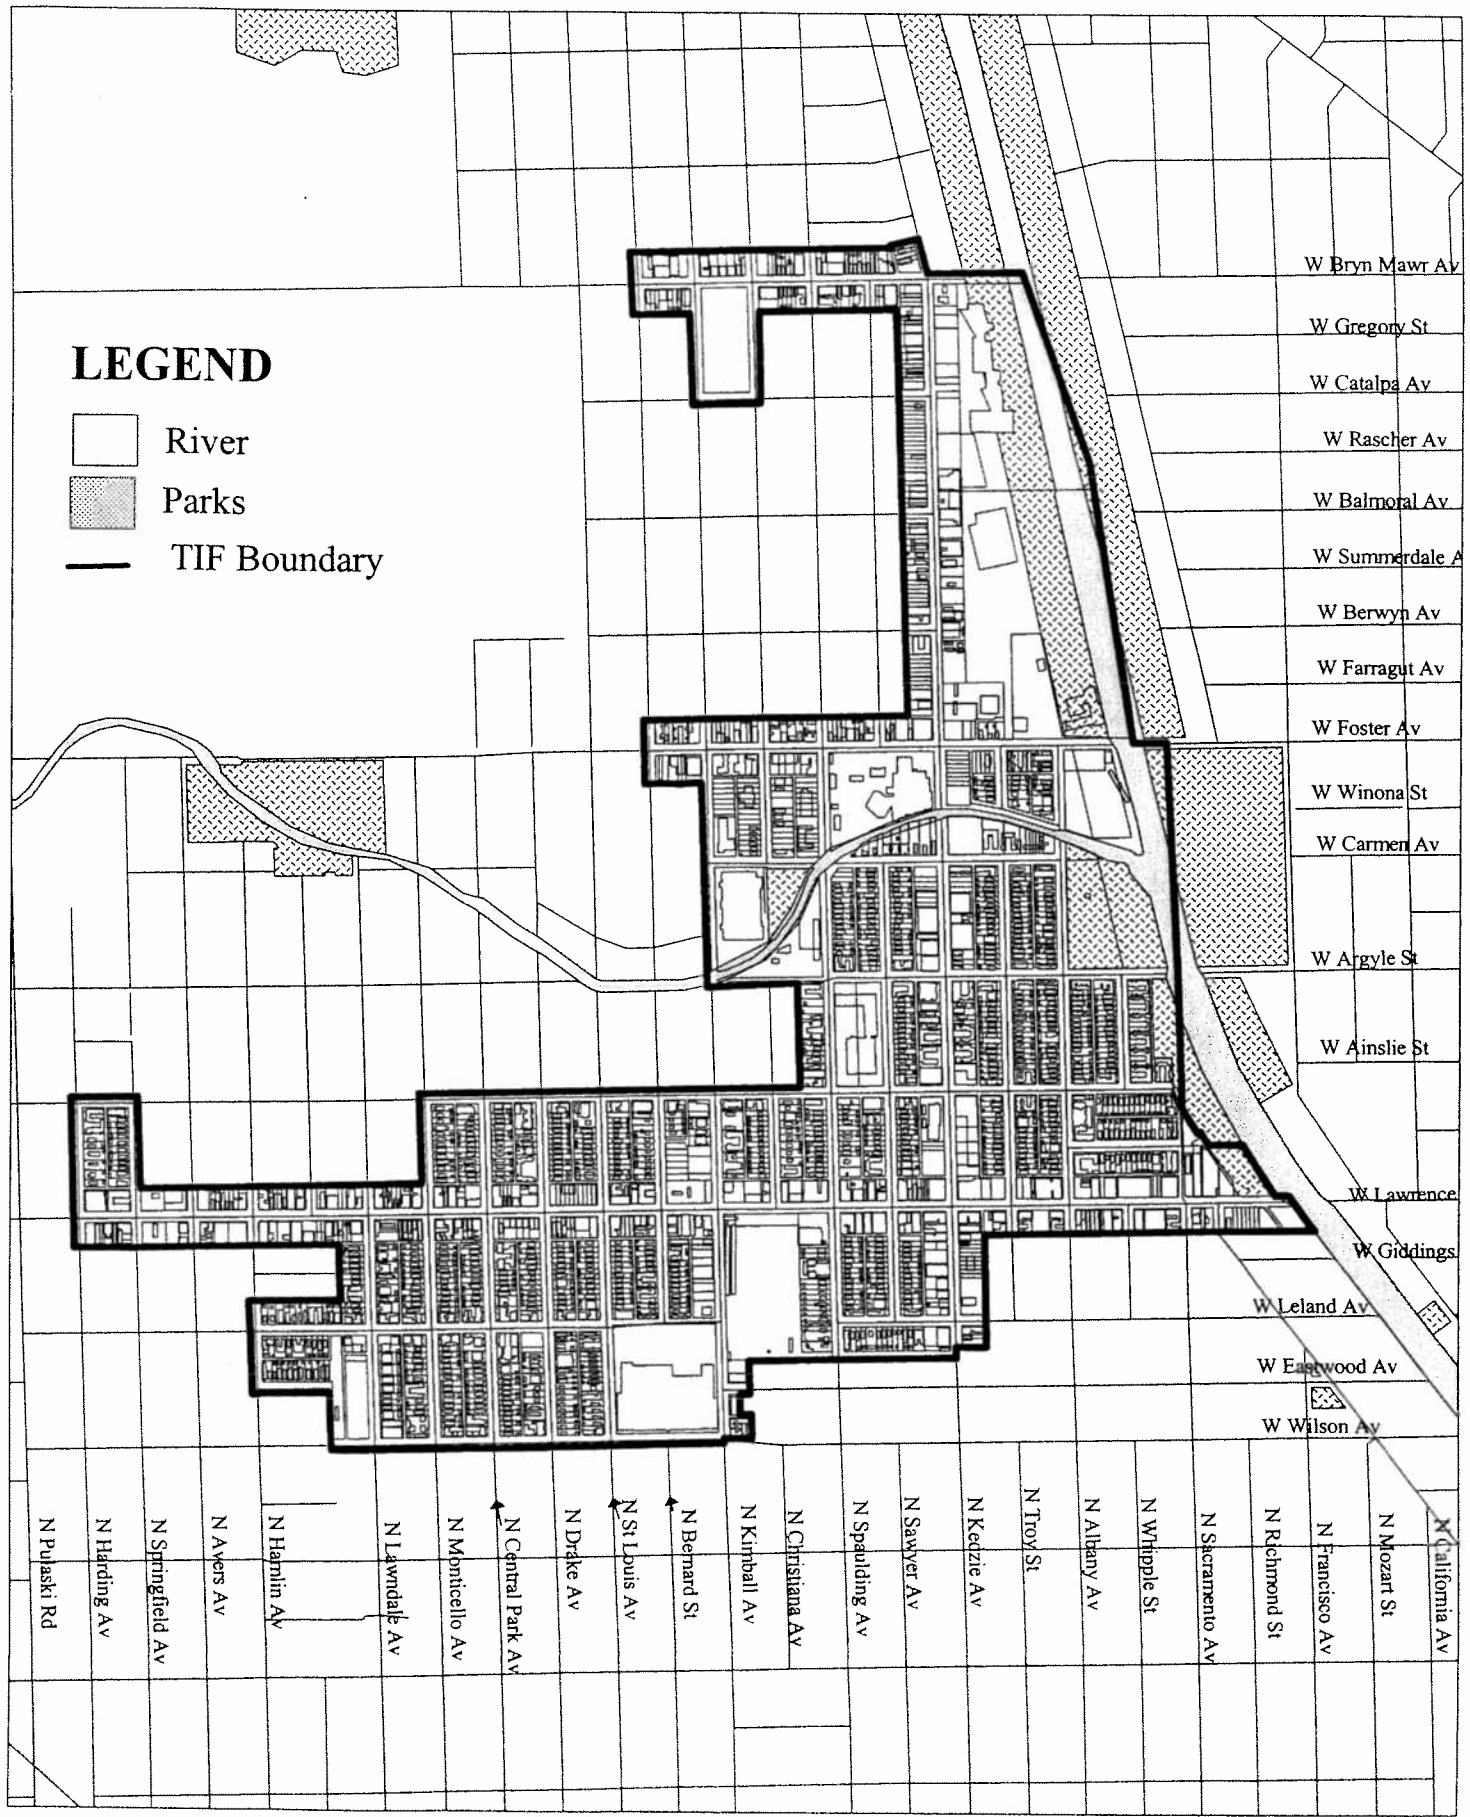 W Bryn Mawr Av
W Gregory St
LEGEND
W Catalpa Av
River
W Rascher Av
Parks
W Balmoral Av
TIF Boundary
W Summerdale A
W Berwyn Av
W Farragut Av
W Foster Av
W Winona St
W Carmen Av
W Argyle St
W Ainslie St
W Lawrence
W Giddings
W Leland Av
W Eastwood Av
W Wilson Av
N Pulaski Rd
N Harding Av
N Springfield Av
N Avers Av
N Hamlin Av
N Lawndale Av
N Monticello Av
N Central Park Av
N Drake Av
N St Louis Av
N Bernard St
N Kimball Av
N Christiana Av
N Spaulding Av
N Sawyer Av
N Kedzie Av
N Troy St
N Albany Av
N Whipple St
N Sacramento Av
N Richmond St
N Francisco Av
N Mozart St
N California Av